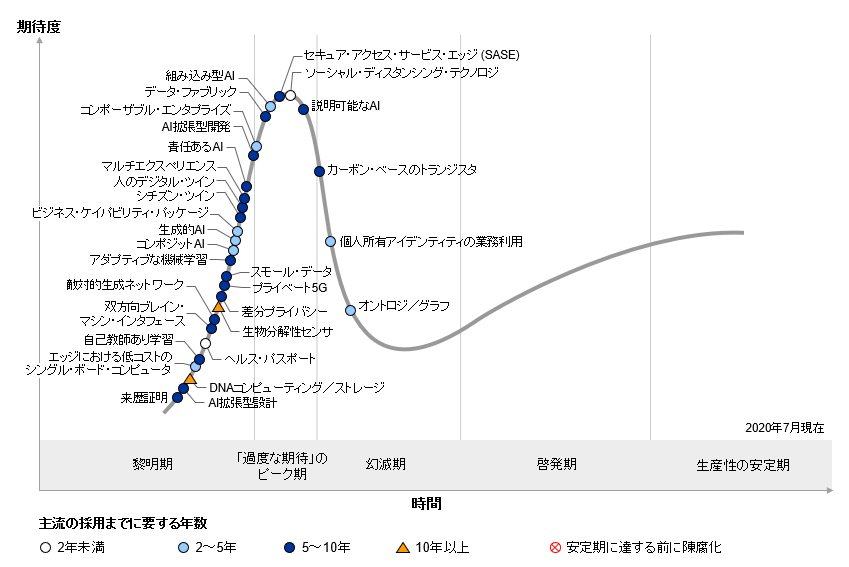 期待度
セキュア・アクセス・サービス・エッジ (SASE)
ソーシャル・ディスタンシング・テクノロジ
組み込み型AI
データ・ファブリック
コンポーザブル・エンタプライズ
AI拡張型開発
責任あるAI
マルチエクスペリエンス
人のデジタル・ツイン
シチズン・ツイン
ビジネス・ケイパビリティ・パッケージ
生成的AI
コンポジットAI
アダプティブな機械学習
敵対的生成ネットワーク
双方向ブレイン・
マシン・インタフェース
自己教師あり学習
エッジにおける低コストの
シングル・ボード・コンピュータ
来歴証明
説明可能なAI
カーボン・ベースのトランジスタ
個人所有アイデンティティの業務利用
オントロジ/グラフ
スモール・データ
プライベート5G
差分プライバシー
生物分解性センサ
ヘルス・パスポート
DNAコンピューティング/ストレージ
AI拡張型設計
2020年7月現在
黎明期
「過度な期待」の
ピーク期
幻滅期
啓発期
生産性の安定期
時間
主流の採用までに要する年数
2年未満
2～5年
5～10年
10年以上
安定期に達する前に陳腐化